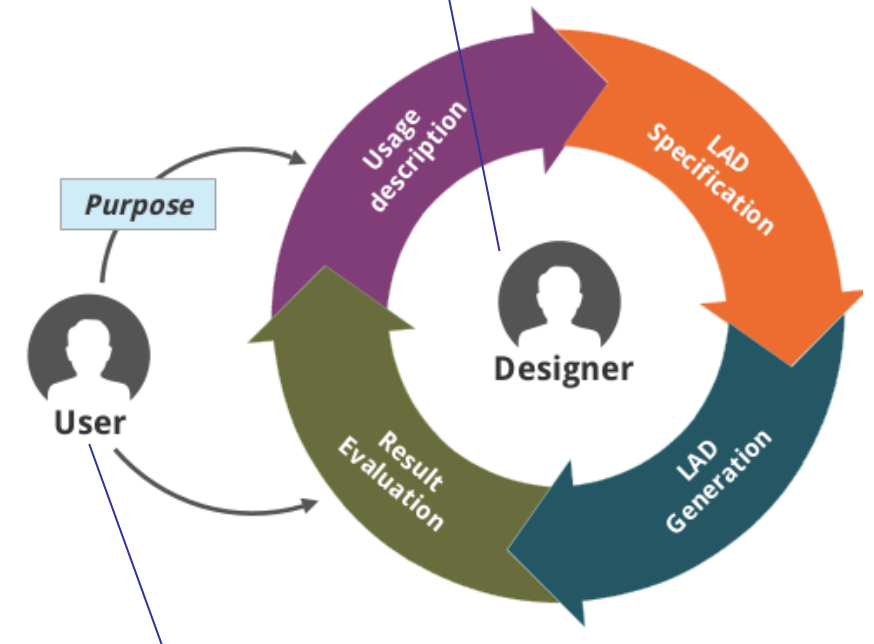 Usage
description
LAD
Specification
Purpose
Designer
User
Result
Evaluation
LAD
Generation